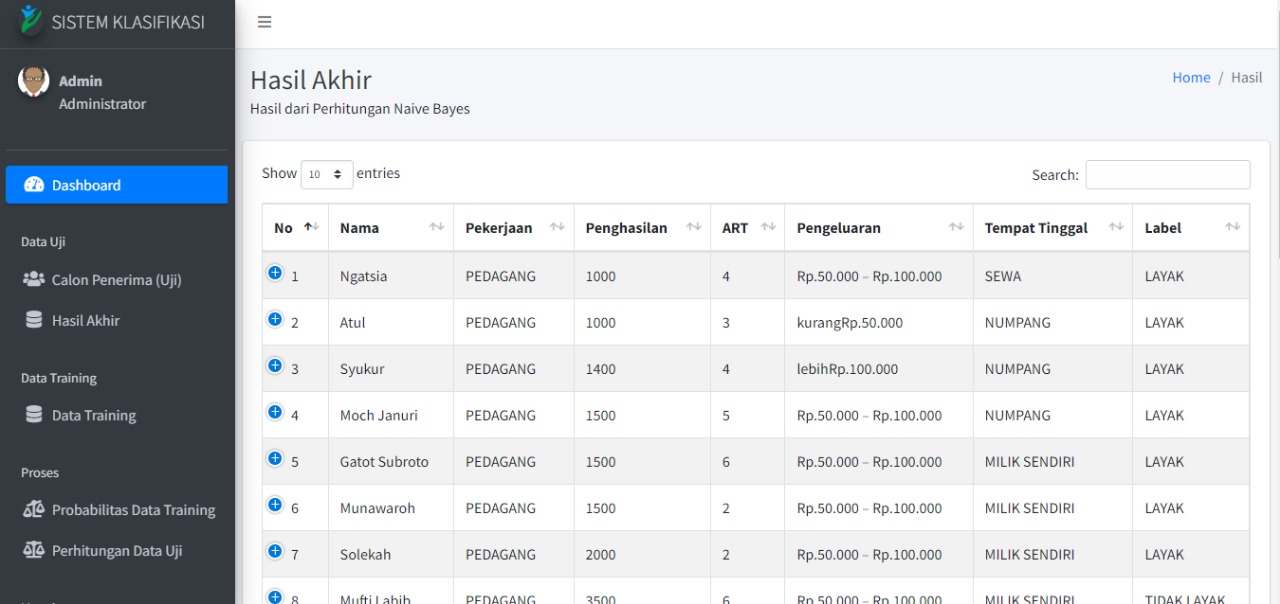 SISTEM KLASIFIKASI
Admin
Administrator
Dashboard
Data Uji
Calon Penerima (Uji)
Hasil Akhir
Data Training
Data Training
Proses
Probabilitas Data Training
Perhitungan Data Uji
Hasil Akhir
Home / Hasil
Hasil dari Perhitungan Naive Bayes
Show 10 entries
Search:
No Nama Pekerjaan Penghasilan ART Pengeluaran Tempat Tinggal Label
1 Ngatsia PEDAGANG 1000 4 Rp.50.000 – Rp.100.000 SEWA LAYAK
2 Atul PEDAGANG 1000 3 kurangRp.50.000 NUMPANG LAYAK
3 Syukur PEDAGANG 1400 4 lebihRp.100.000 NUMPANG LAYAK
4 Moch Januri PEDAGANG 1500 5 Rp.50.000 – Rp.100.000 NUMPANG LAYAK
5 Gatot Subroto PEDAGANG 1500 6 Rp.50.000 – Rp.100.000 MILIK SENDIRI LAYAK
6 Munawaroh PEDAGANG 1500 2 Rp.50.000 – Rp.100.000 MILIK SENDIRI LAYAK
7 Solekah PEDAGANG 2000 2 Rp.50.000 – Rp.100.000 MILIK SENDIRI LAYAK
8 Mufti Labib PEDAGANG 3500 6 Rp.50.000 – Rp.100.000 MILIK SENDIRI TIDAK LAYAK